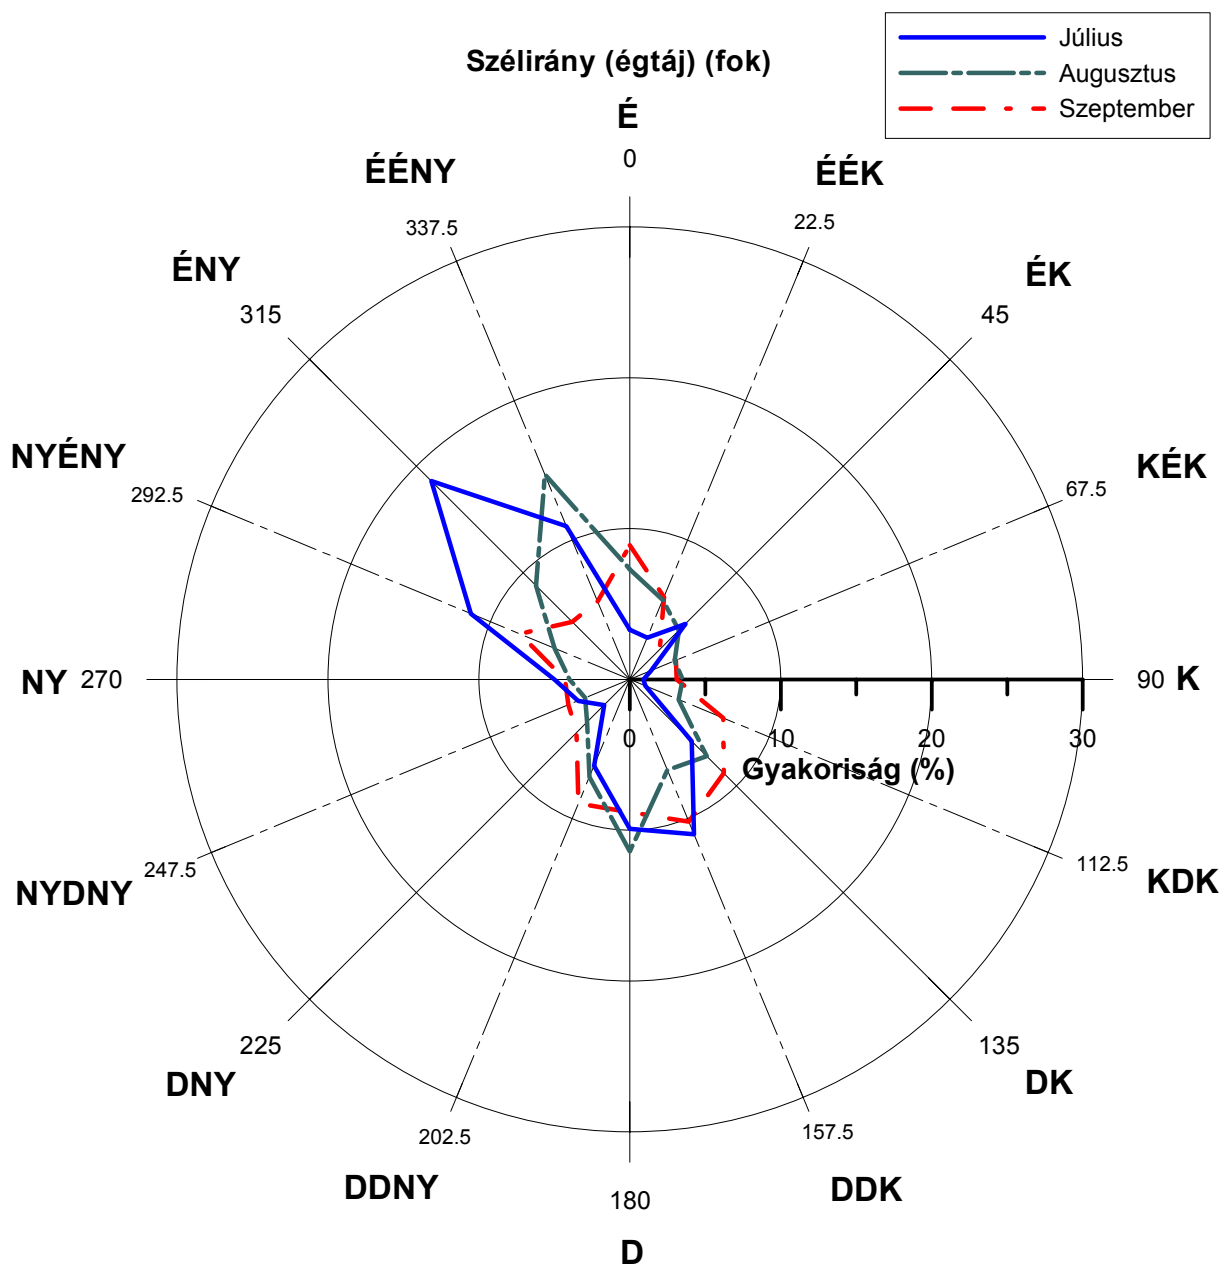 Július
Szélirány (égtáj) (fok)
Augusztus
Szeptember
É
0
ÉÉNY
ÉÉK
337.5
22.5
ÉNY
ÉK
315
45
NYÉNY
KÉK
292.5
67.5
NY 270
90 K
0 10 20 30
Gyakoriság (%)
247.5
112.5
NYDNY
KDK
225
135
DNY
DK
202.5
157.5
DDNY
DDK
180
D